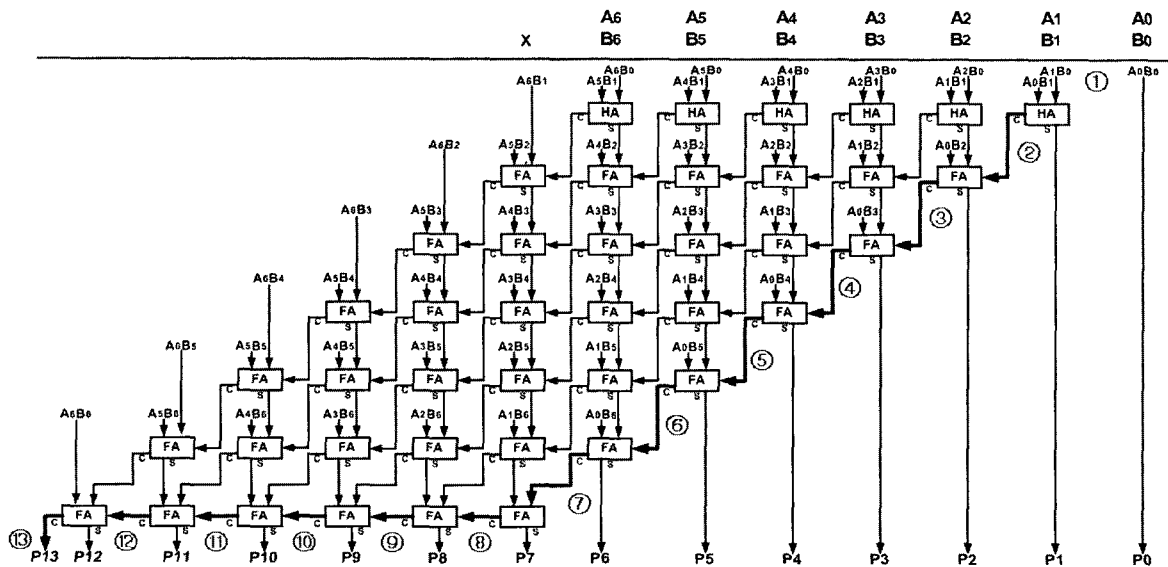 A6 A5 A4 A3 A2 A1 A0
X B6 B5 B4 B3 B2 B1 B0
A6B1 A6B0 A5B0 A4B0 A3B0 A2B0 A1B0 ① A0B0
A5B1 A4B1 A3B1 A2B1 A1B1 A0B1
HA HA HA HA HA HA
C S C S C S C S C S C S
②
A6B2 A5B2 A4B2 A3B2 A2B2 A1B2 A0B2
FA FA FA FA FA FA
C S C S C S C S C S C S
③
A6B3 A5B3 A4B3 A3B3 A2B3 A1B3 A0B3
FA FA FA FA FA FA
C S C S C S C S C S C S
④
A6B4 A5B4 A4B4 A3B4 A2B4 A1B4 A0B4
FA FA FA FA FA FA
C S C S C S C S C S C S
⑤
A5B5 A4B5 A3B5 A2B5 A1B5 A0B5
FA FA FA FA FA FA
C S C S C S C S C S C S
⑥
A4B6 A3B6 A2B6 A1B6
FA FA FA FA FA FA
C S C S C S C S C S C S
⑦
FA FA FA FA FA FA
C S C S C S C S C S S
⑬ ⑫ ⑪ ⑩ ⑨ ⑧
P13 P12 P11 P10 P9 P8 P7 P6 P5 P4 P3 P2 P1 P0